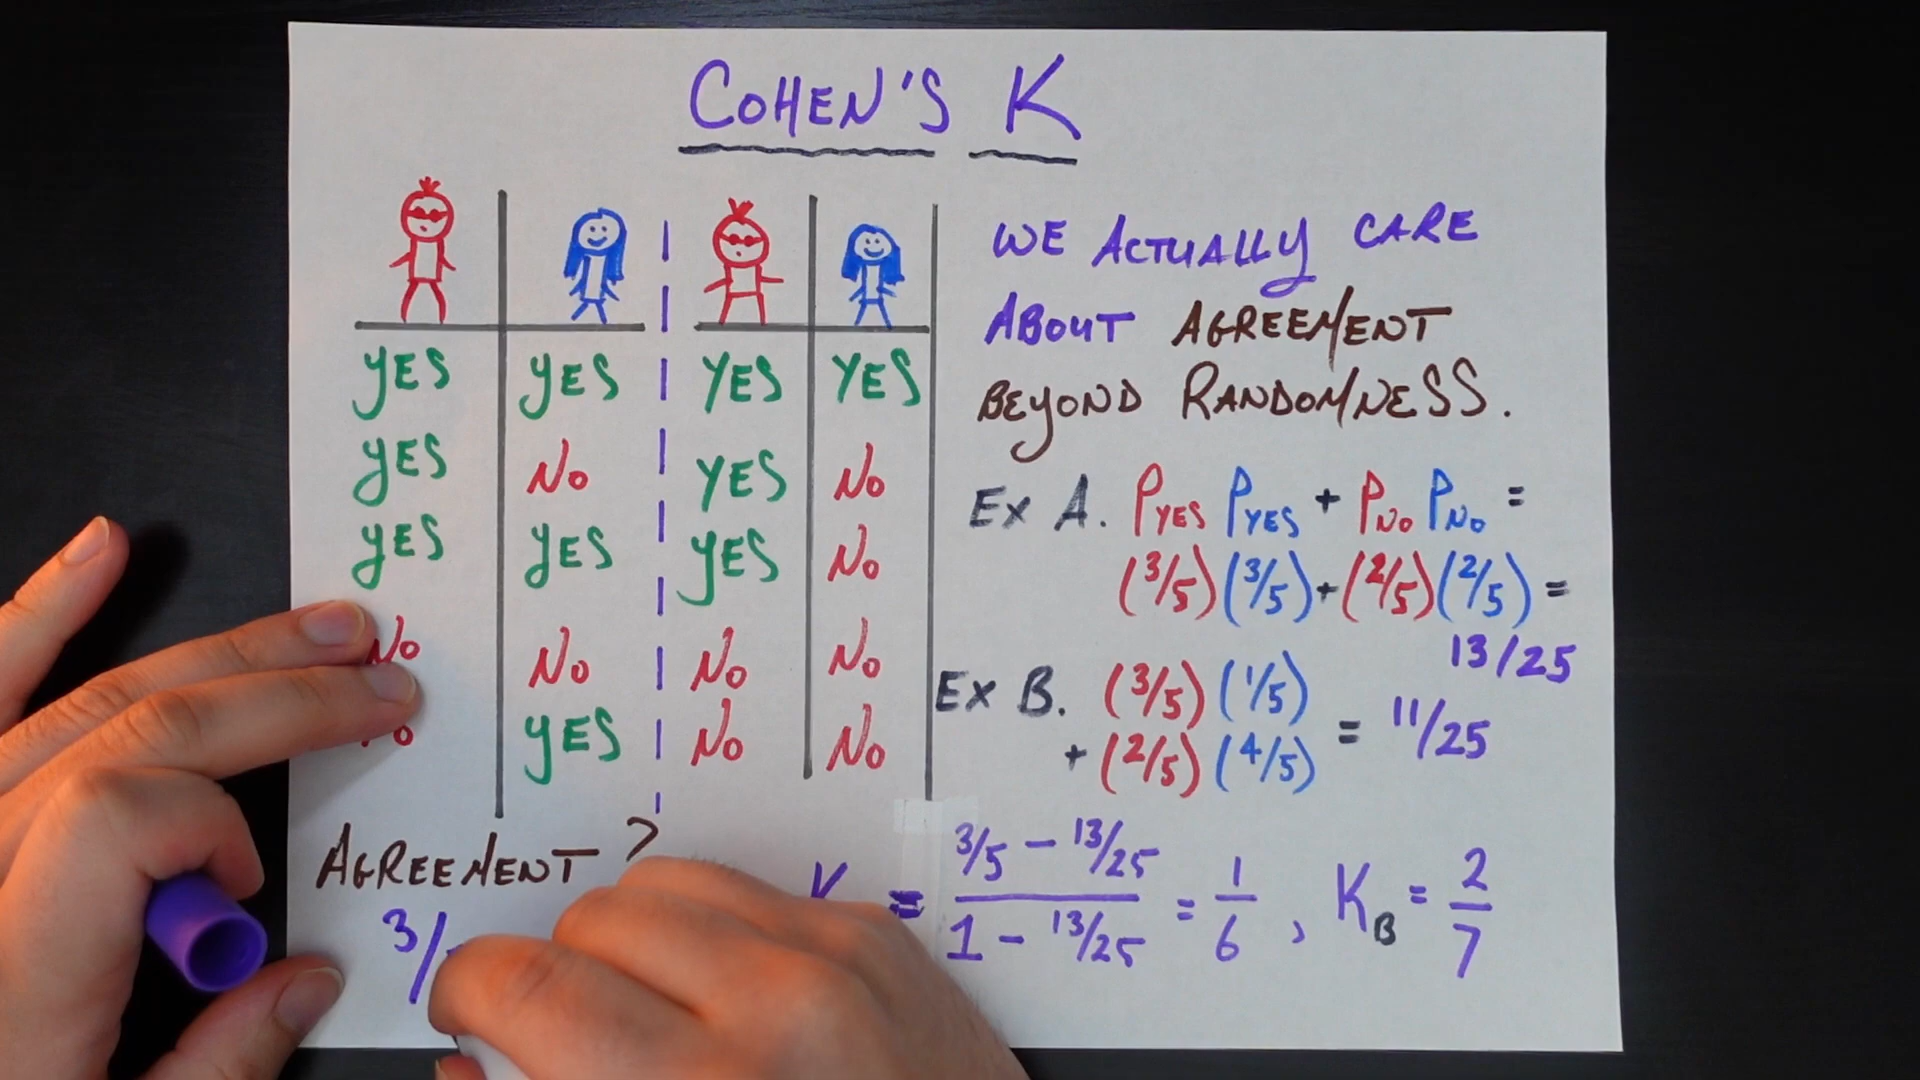 COHEN'S K
YES YES YES YES
YES NO YES NO
YES YES YES NO
NO NO NO NO
NO YES NO NO
AGREEMENT ?
3/
WE ACTUALLY CARE
ABOUT AGREEMENT
BEYOND RANDOMNESS.
EX A. PYES PYES + PNO PNO =
(3/5)(3/5)+(2/5)(2/5) =
13/25
EX B. (3/5)(1/5)
+ (2/5)(4/5) = 11/25
K = 3/5 - 13/25 / 1 - 13/25 = 1/6 , KB = 2/7